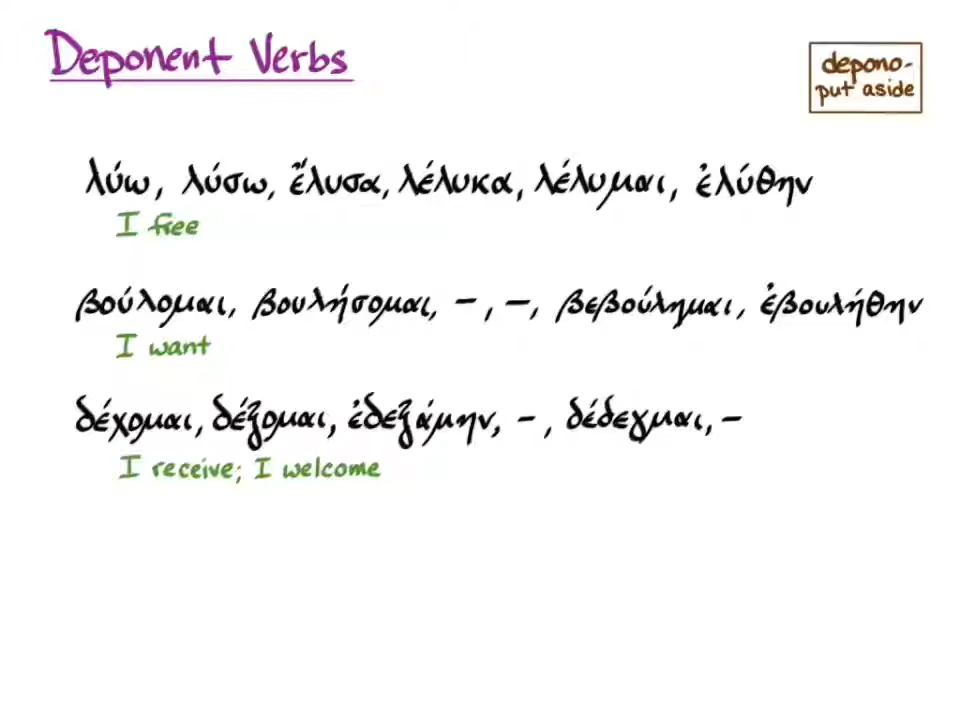 Deponent Verbs
depono-
put aside
λύω, λύσω, ἔλυσα, λέλυκα, λέλυμαι, ἐλύθην
I free
βούλομαι, βουλήσομαι, –, –, βεβούλημαι, ἐβουλήθην
I want
δέχομαι, δέξομαι, ἐδεξάμην, –, δέδεγμαι, –
I receive; I welcome